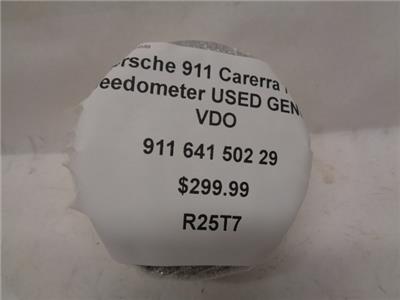 rsche 911 Carerra
eedometer USED GEN
VDO
911 641 502 29
$299.99
R25T7